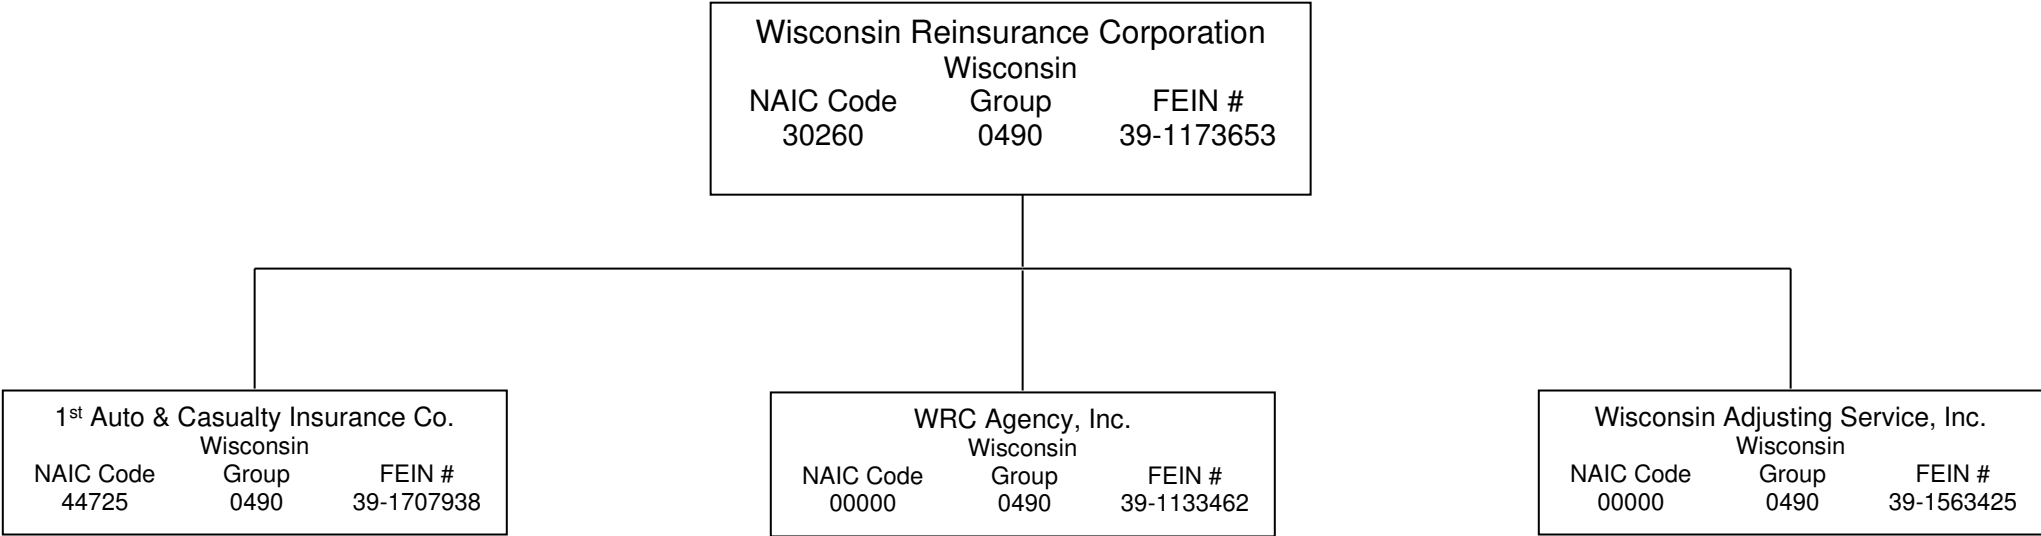 Wisconsin Reinsurance Corporation
Wisconsin
NAIC Code Group FEIN #
30260 0490 39-1173653
1st Auto & Casualty Insurance Co.
Wisconsin
NAIC Code Group FEIN #
44725 0490 39-1707938
WRC Agency, Inc.
Wisconsin
NAIC Code Group FEIN #
00000 0490 39-1133462
Wisconsin Adjusting Service, Inc.
Wisconsin
NAIC Code Group FEIN #
00000 0490 39-1563425